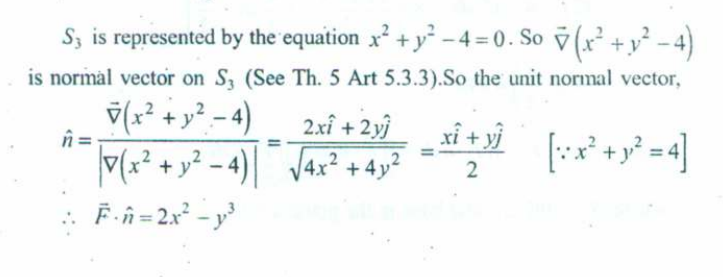 S₃ is represented by the equation x² + y² – 4 = 0. So ∇⃗(x² + y² – 4)
is normal vector on S₃ (See Th. 5 Art 5.3.3).So the unit normal vector,
n̂ = ∇⃗(x² + y² – 4) / |∇(x² + y² – 4)| = (2xî + 2yĵ) / √(4x² + 4y²) = (xî + yĵ) / 2 [∵ x² + y² = 4]
∴ F⃗ · n̂ = 2x² – y³